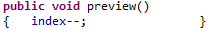 public void preview()
{   index--;                    }